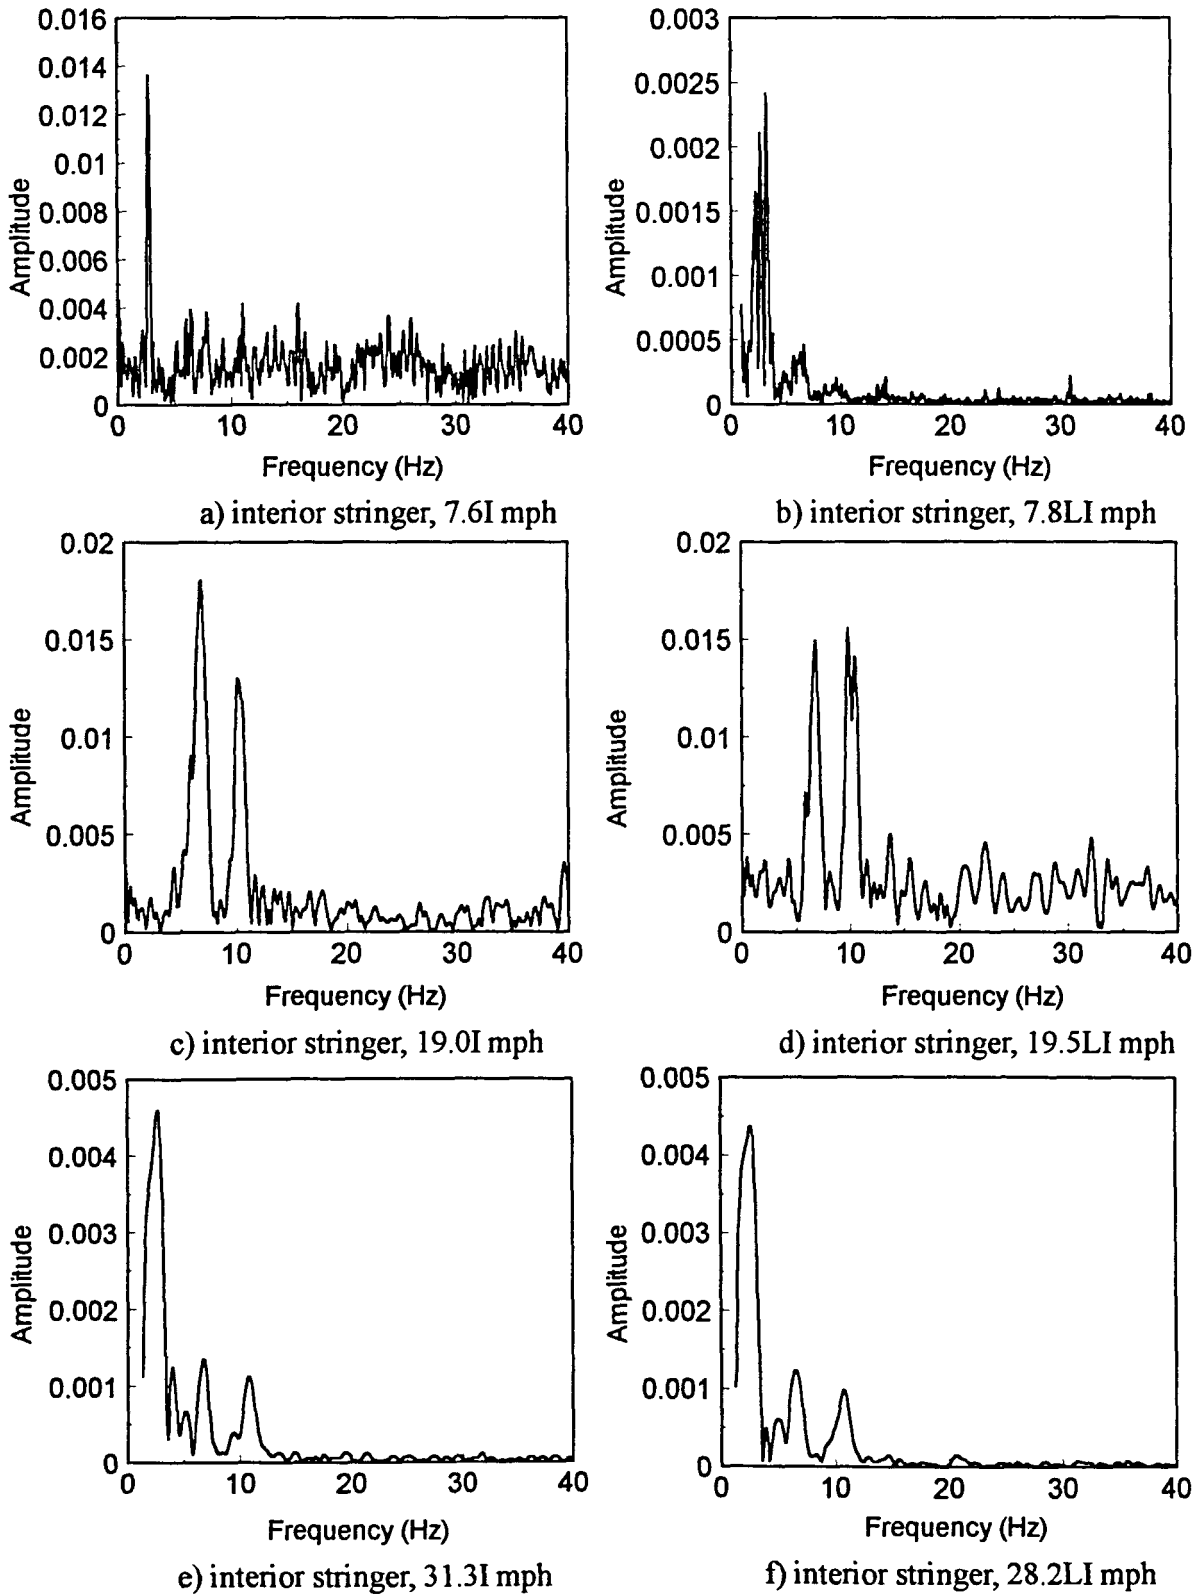 0.016
0.014
0.012
0.01
0.008
0.006
0.004
0.002
0
Amplitude
0 10 20 30 40
Frequency (Hz)
a) interior stringer, 7.6I mph
0.003
0.0025
0.002
0.0015
0.001
0.0005
0
Amplitude
0 10 20 30 40
Frequency (Hz)
b) interior stringer, 7.8LI mph
0.02
0.015
0.01
0.005
0
Amplitude
0 10 20 30 40
Frequency (Hz)
c) interior stringer, 19.0I mph
0.02
0.015
0.01
0.005
0
Amplitude
0 10 20 30 40
Frequency (Hz)
d) interior stringer, 19.5LI mph
0.005
0.004
0.003
0.002
0.001
0
Amplitude
0 10 20 30 40
Frequency (Hz)
e) interior stringer, 31.3I mph
0.005
0.004
0.003
0.002
0.001
0
Amplitude
0 10 20 30 40
Frequency (Hz)
f) interior stringer, 28.2LI mph